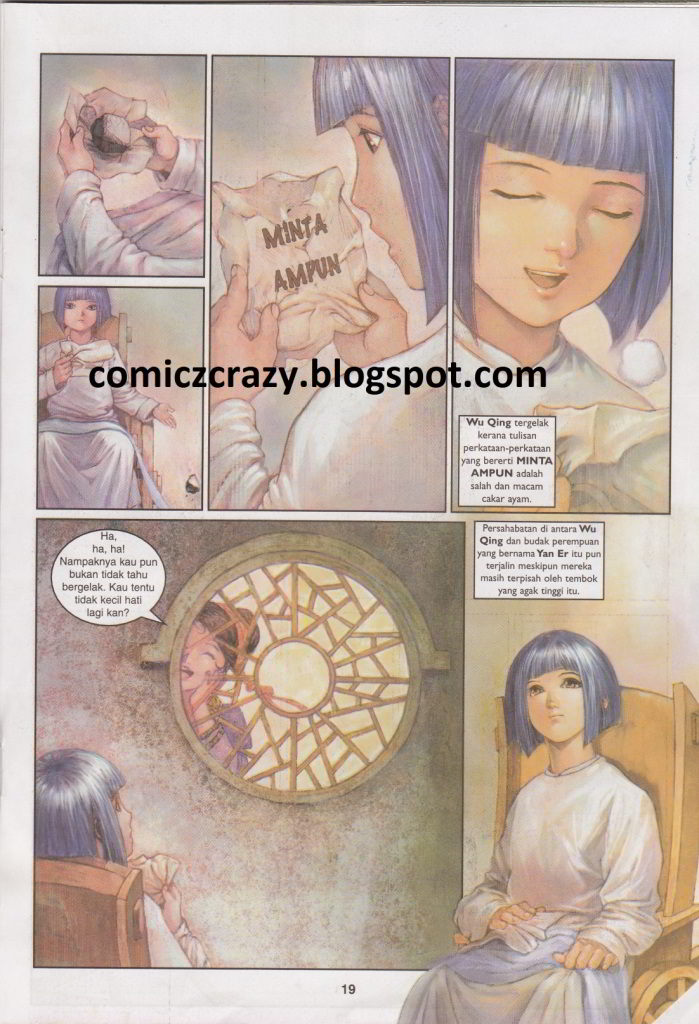 MINTA
AMPUN
comiczcrazy.blogspot.com
Wu Qing tergelak
kerana tulisan
perkataan-perkataan
yang bererti MINTA
AMPUN adalah
salah dan macam
cakar ayam.
Ha,
ha, ha!
Nampaknya kau pun
bukan tidak tahu
bergelak. Kau tentu
tidak kecil hati
lagi kan?
Persahabatan di antara Wu
Qing dan budak perempuan
yang bernama Yan Er itu pun
terjalin meskipun mereka
masih terpisah oleh tembok
yang agak tinggi itu.
19